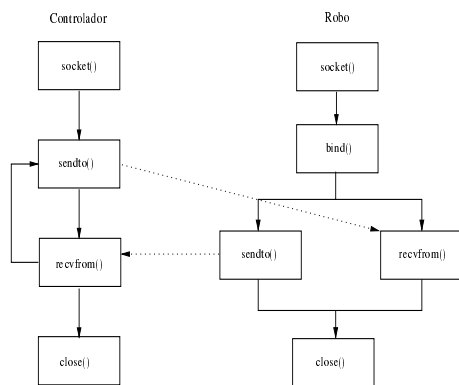 Controlador
Robo
socket()
socket()
bind()
sendto()
recvfrom()
sendto()
recvfrom()
close()
close()